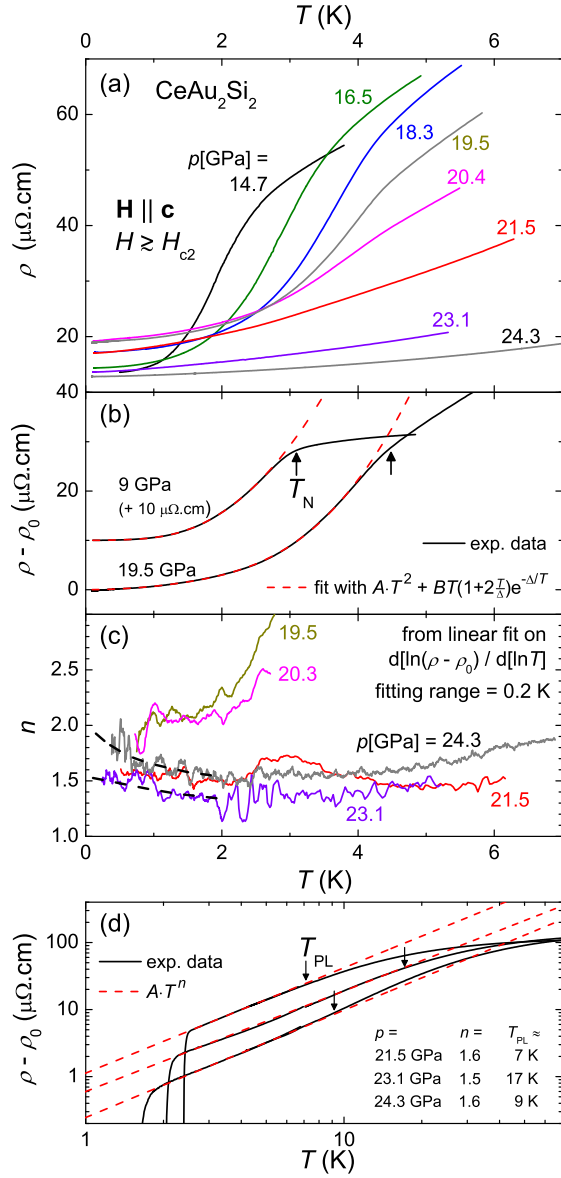 T (K)
0 2 4 6
(a)
CeAu₂Si₂
p[GPa] =
14.7
16.5
18.3
19.5
20.4
21.5
23.1
24.3
H || c
H ≳ H_c2
ρ (μΩ.cm)
60
40
20
40
(b)
9 GPa
(+ 10 μΩ.cm)
T_N
19.5 GPa
exp. data
fit with A·T² + BT(1+2T/Δ)e^(-Δ/T)
ρ - ρ₀ (μΩ.cm)
20
0
(c)
19.5
20.3
from linear fit on
d[ln(ρ - ρ₀) / d[lnT]
fitting range = 0.2 K
p[GPa] = 24.3
21.5
23.1
n
2.5
2.0
1.5
1.0
0 2 4 6
T (K)
(d)
exp. data
A·Tⁿ
T_PL
p = n = T_PL ≈
21.5 GPa 1.6 7 K
23.1 GPa 1.5 17 K
24.3 GPa 1.6 9 K
ρ - ρ₀ (μΩ.cm)
100
10
1
1 10
T (K)